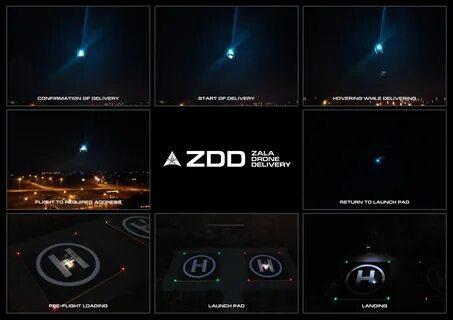 CONFIRMATION OF DELIVERY
START OF DELIVERY
HOVERING WHILE DELIVERING
FLIGHT TO REQUIRED ADDRESS
ZDD
ZALA
DRONE
DELIVERY
RETURN TO LAUNCH PAD
H
PRE-FLIGHT LOADING
H
H
LAUNCH PAD
H
LANDING